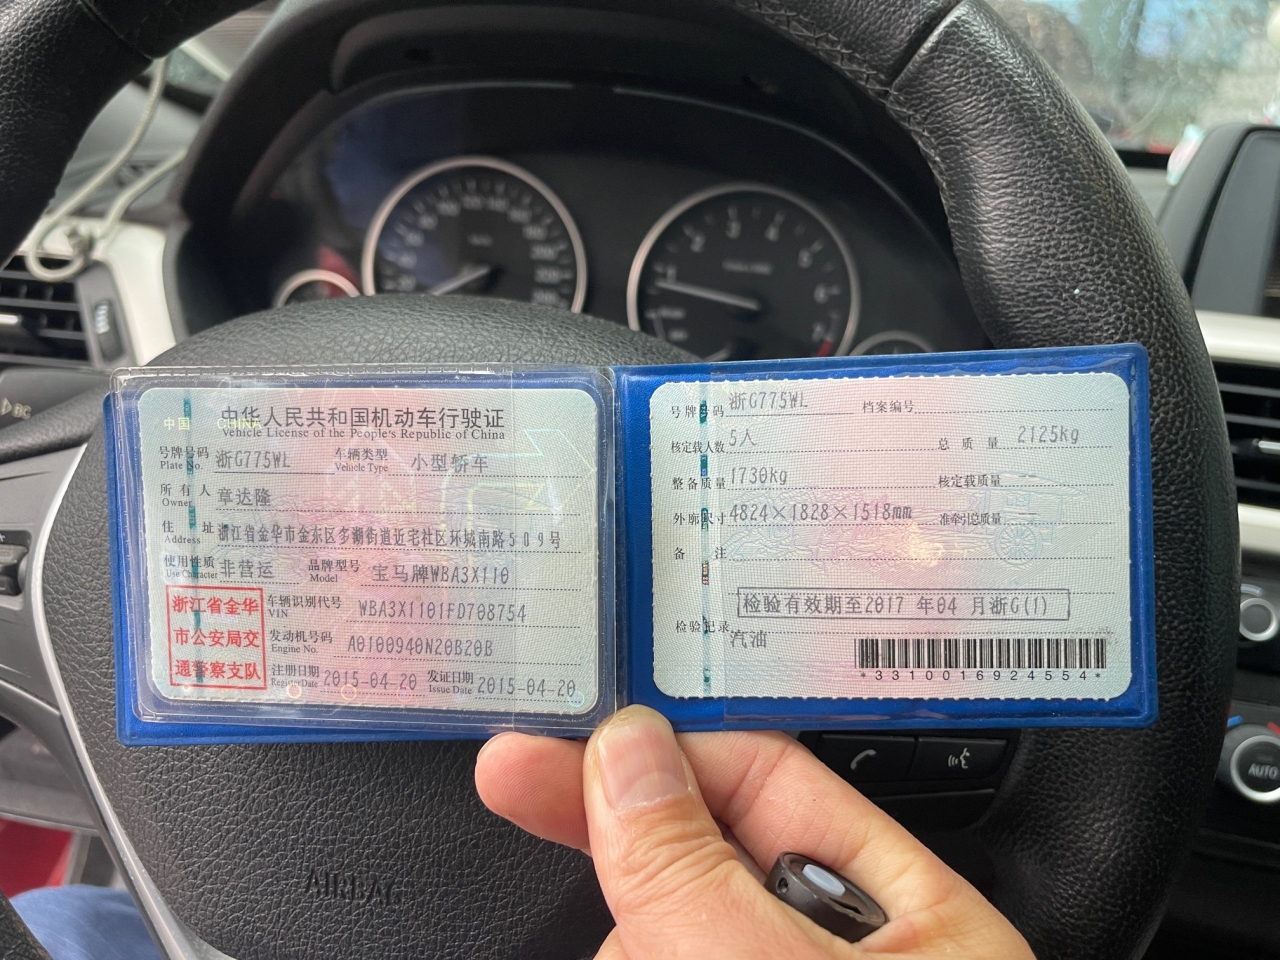 中国 CHINA
中华人民共和国机动车行驶证
Vehicle License of the People's Republic of China
号牌号码 浙G775WL 车辆类型 小型轿车
Plate No. Vehicle Type
所有人 章达隆
Owner
住址 浙江省金华市金东区多湖街道近宅社区环城南路509号
Address
使用性质 非营运 品牌型号 宝马牌WBA3X110
Use Character Model
浙江省金华
市公安局交
通警察支队
车辆识别代号 WBA3X1101FD708754
VIN
发动机号码 A0100940N20B20B
Engine No.
注册日期 2015-04-20 发证日期 2015-04-20
Register Date Issue Date
号牌号码 浙G775WL 档案编号
核定载人数 5人 总质量 2125kg
整备质量 1730kg 核定载质量 --
外廓尺寸 4824×1828×1518mm 准牵引总质量 --
备注
检验有效期至2017 年04 月浙G(1)
检验记录
汽油
*3310016924554*
1
2
3
4
5
6
7
AIRBAG
AUTO